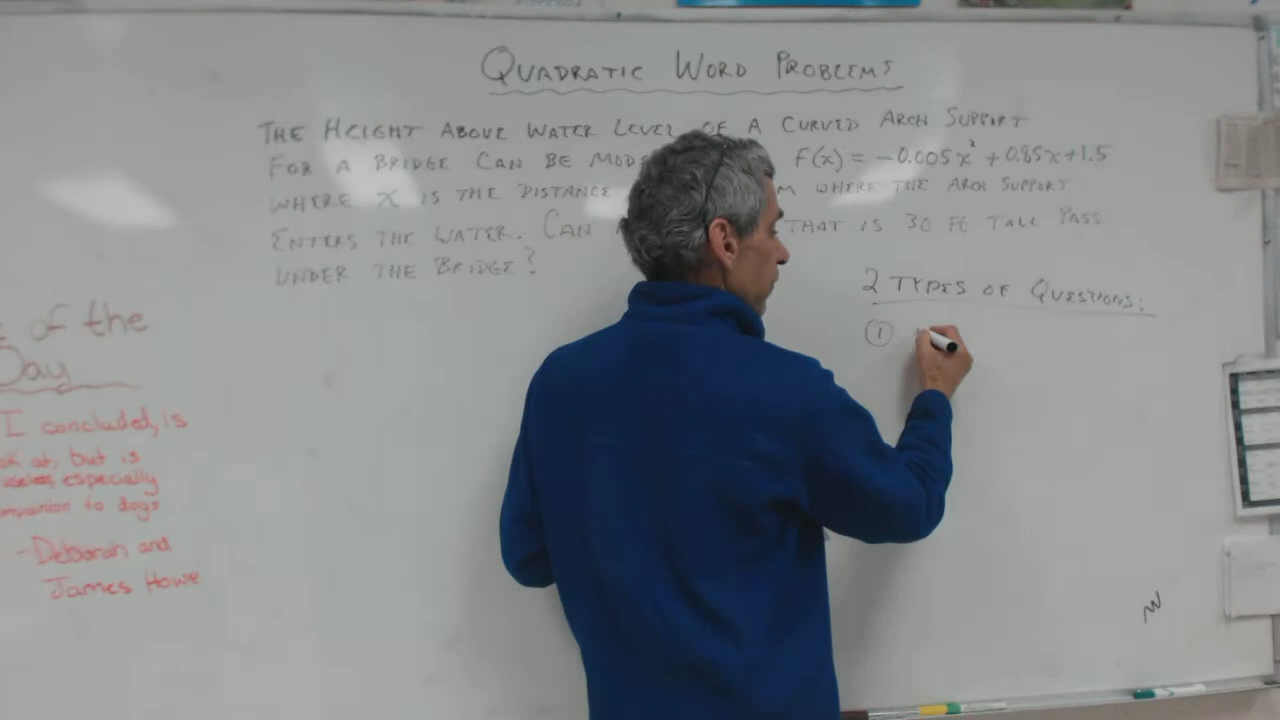 QUADRATIC WORD PROBLEMS
THE HEIGHT ABOVE WATER LEVEL OF A CURVED ARCH SUPPORT
FOR A BRIDGE CAN BE MODE f(x) = -0.005x² + 0.85x + 1.5
WHERE x IS THE DISTANCE M WHERE THE ARCH SUPPORT
ENTERS THE WATER. CAN THAT IS 30 Ft TALL PASS
UNDER THE BRIDGE?
2 TYPES OF QUESTIONS:
①
of the
Day
I concluded, is
at, but is
useless, especially
companion to dogs
- Deborah and
James Howe